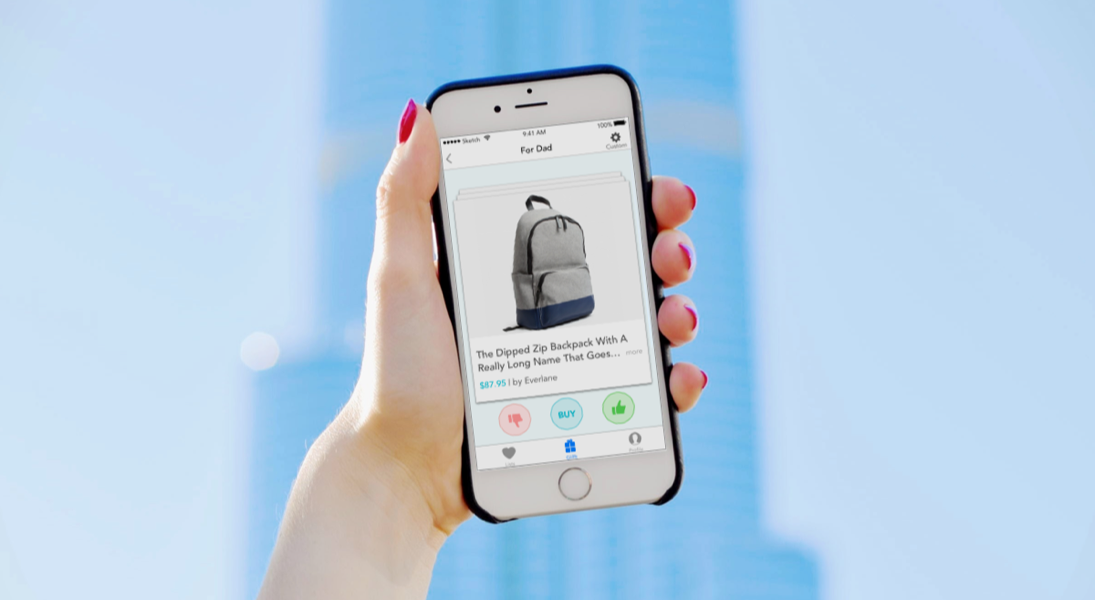 Sketch 9:41 AM 100%
For Dad
Custom
The Dipped Zip Backpack With A
Really Long Name That Goes... more
$87.95 | by Everlane
BUY